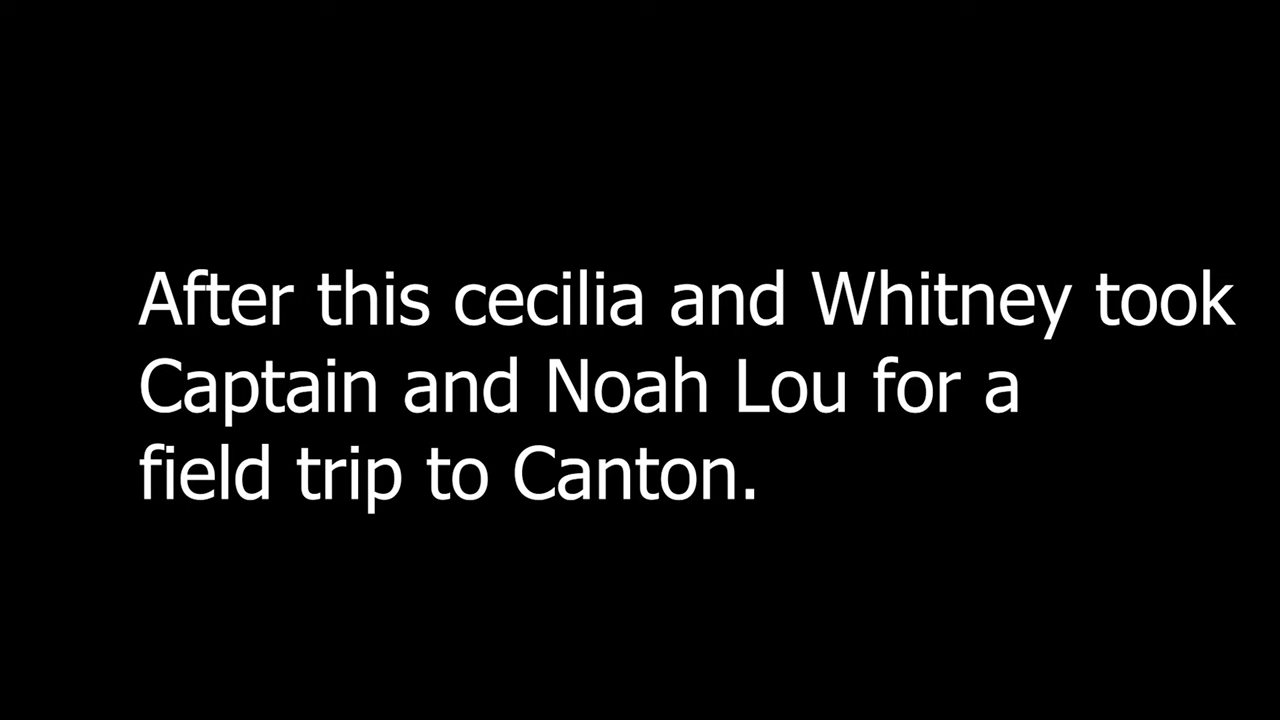 After this cecilia and Whitney took
Captain and Noah Lou for a
field trip to Canton.